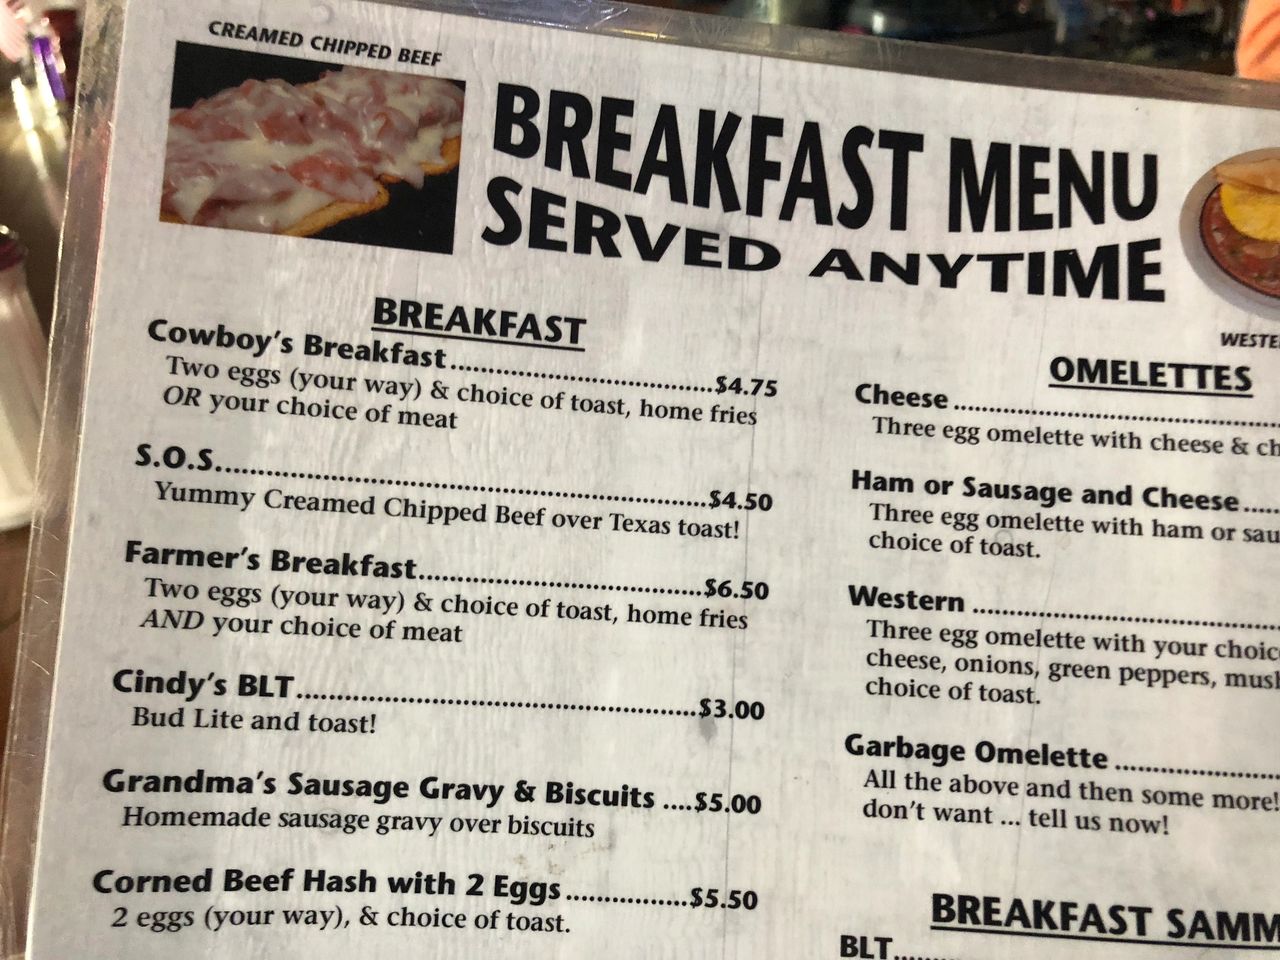 CREAMED CHIPPED BEEF
BREAKFAST MENU
SERVED ANYTIME
BREAKFAST
Cowboy's Breakfast....................................$4.75
Two eggs (your way) & choice of toast, home fries
OR your choice of meat
S.O.S....................................................................$4.50
Yummy Creamed Chipped Beef over Texas toast!
Farmer's Breakfast........................................$6.50
Two eggs (your way) & choice of toast, home fries
AND your choice of meat
Cindy's BLT........................................................$3.00
Bud Lite and toast!
Grandma's Sausage Gravy & Biscuits ....$5.00
Homemade sausage gravy over biscuits
Corned Beef Hash with 2 Eggs.................$5.50
2 eggs (your way), & choice of toast.
OMELETTES
Cheese
Three egg omelette with cheese &
Ham or Sausage and Cheese
Three egg omelette with ham or
choice of toast.
Western
Three egg omelette with your
cheese, onions, green peppers,
choice of toast.
Garbage Omelette
All the above and then some more!
don't want ... tell us now!
BREAKFAST
BLT